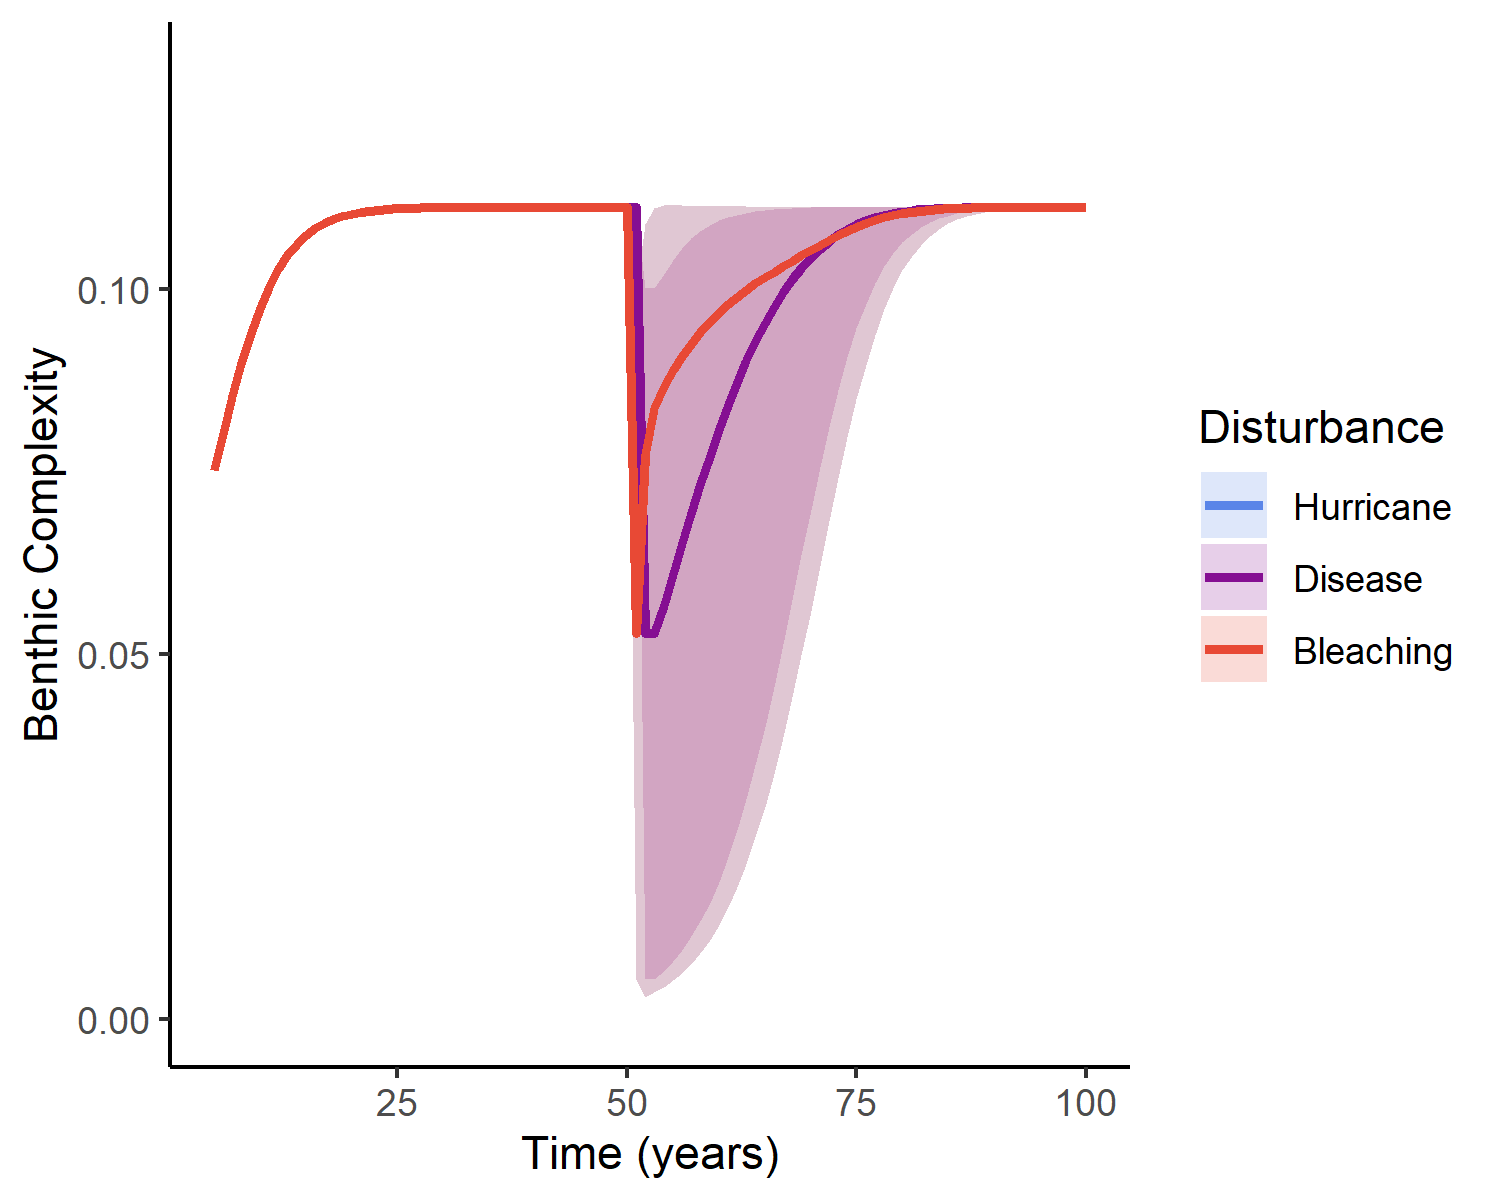 Benthic Complexity
0.10
0.05
0.00
25
50
75
100
Time (years)
Disturbance
Hurricane
Disease
Bleaching